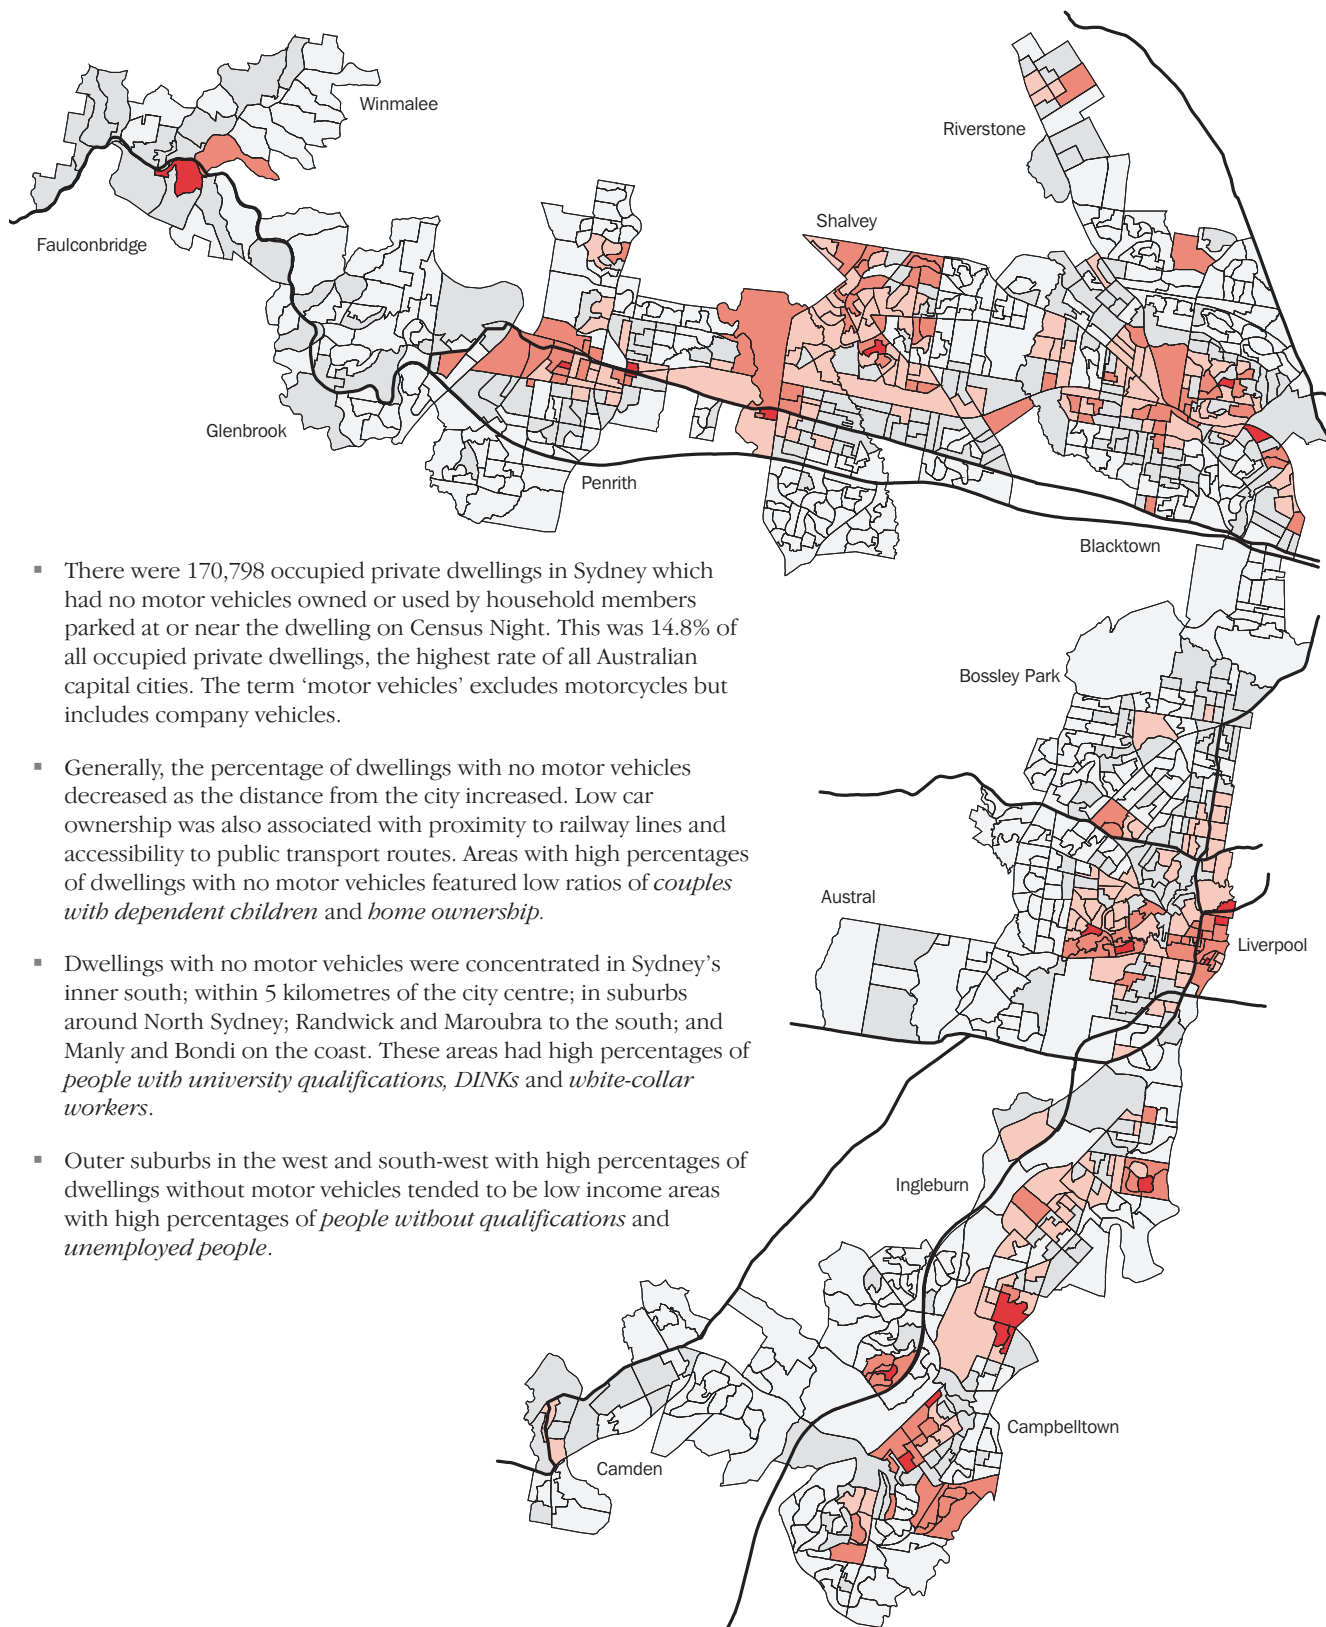 Winmalee
Riverstone
Shalvey
Faulconbridge
Glenbrook
Penrith
Blacktown
▪ There were 170,798 occupied private dwellings in Sydney which
had no motor vehicles owned or used by household members
parked at or near the dwelling on Census Night. This was 14.8% of
all occupied private dwellings, the highest rate of all Australian
capital cities. The term ‘motor vehicles’ excludes motorcycles but
includes company vehicles.
▪ Generally, the percentage of dwellings with no motor vehicles
decreased as the distance from the city increased. Low car
ownership was also associated with proximity to railway lines and
accessibility to public transport routes. Areas with high percentages
of dwellings with no motor vehicles featured low ratios of couples
with dependent children and home ownership.
▪ Dwellings with no motor vehicles were concentrated in Sydney’s
inner south; within 5 kilometres of the city centre; in suburbs
around North Sydney; Randwick and Maroubra to the south; and
Manly and Bondi on the coast. These areas had high percentages of
people with university qualifications, DINKs and white-collar
workers.
▪ Outer suburbs in the west and south-west with high percentages of
dwellings without motor vehicles tended to be low income areas
with high percentages of people without qualifications and
unemployed people.
Bossley Park
Austral
Liverpool
Ingleburn
Campbelltown
Camden